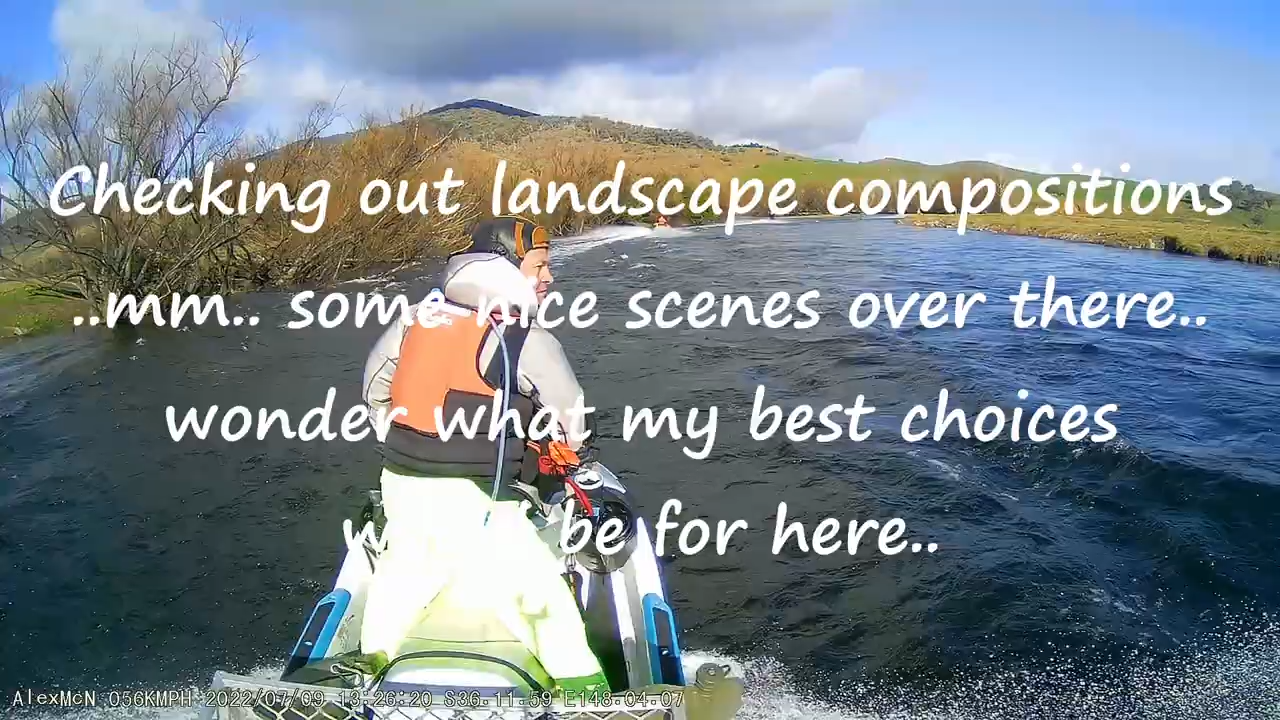 Checking out landscape compositions
..mm.. some nice scenes over there..
wonder what my best choices
would be for here..
AlexMcN 056KMPH 2022/07/09 13:26:20 S36.11.59 E148.04.07